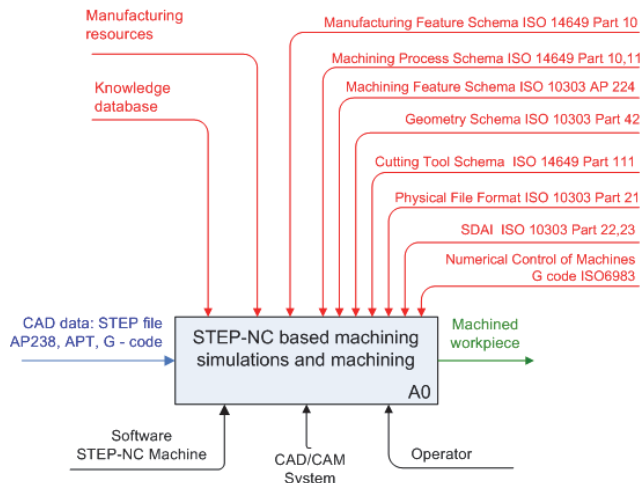 Manufacturing
resources
Knowledge
database
Manufacturing Feature Schema ISO 14649 Part 10
Machining Process Schema ISO 14649 Part 10,11
Machining Feature Schema ISO 10303 AP 224
Geometry Schema ISO 10303 Part 42
Cutting Tool Schema ISO 14649 Part 111
Physical File Format ISO 10303 Part 21
SDAI ISO 10303 Part 22,23
Numerical Control of Machines
G code ISO6983
CAD data: STEP file
AP238, APT, G - code
STEP-NC based machining
simulations and machining
A0
Machined
workpiece
Software
STEP-NC Machine
CAD/CAM
System
Operator